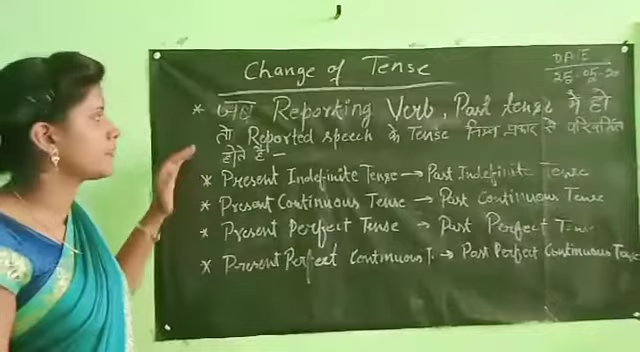 Change of Tense
DATE
25-05-20
* जब Reporting Verb, Past tense में हो
तो Reported speech के Tense निम्न प्रकार से परिवर्तित
होते हैं।-
* Present Indefinite Tense → Past Indefinite Tense
* Present Continuous Tense → Past Continuous Tense
* Present Perfect Tense → Past Perfect Tense
* Present Perfect Continuous T. → Past Perfect Continuous Tense